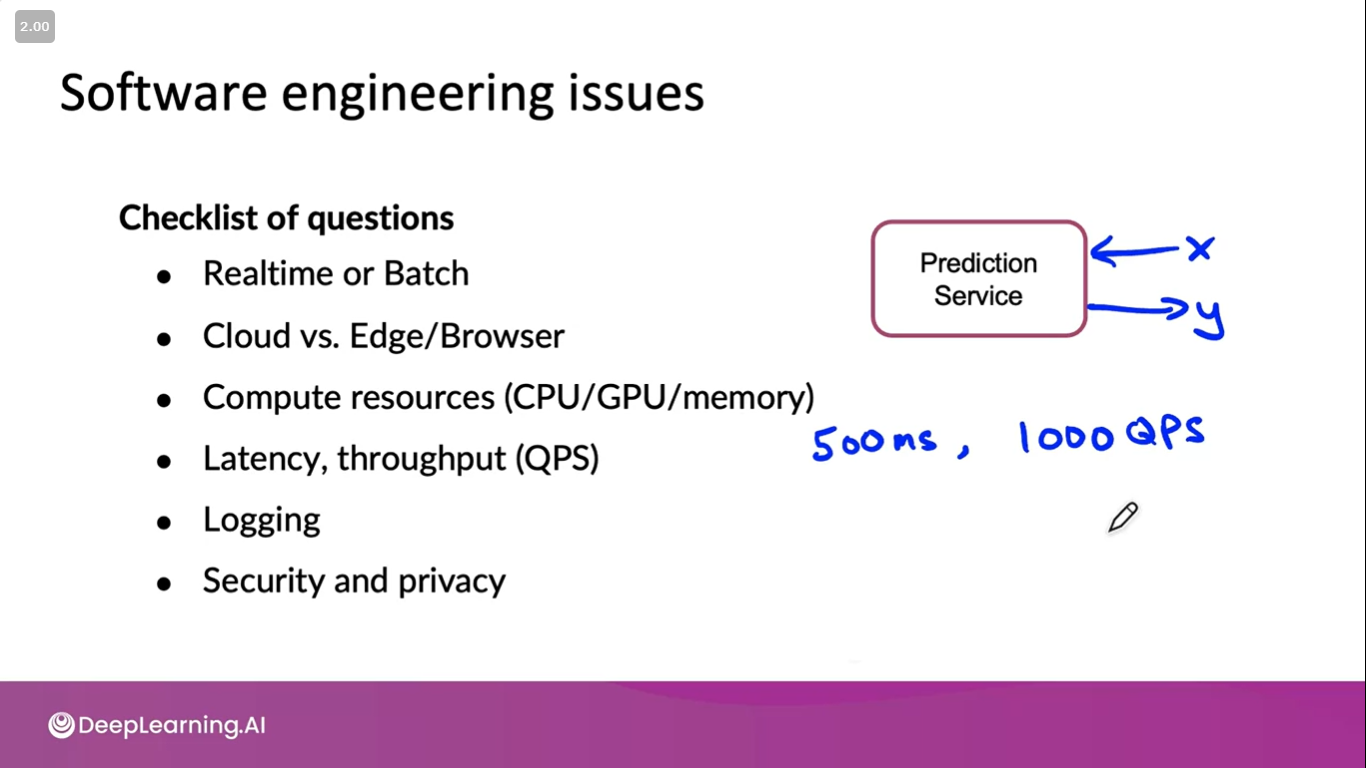 2.00
Software engineering issues
Checklist of questions
● Realtime or Batch
● Cloud vs. Edge/Browser
● Compute resources (CPU/GPU/memory)
● Latency, throughput (QPS)
● Logging
● Security and privacy
Prediction
Service
x
y
500ms, 1000 QPS
DeepLearning.AI